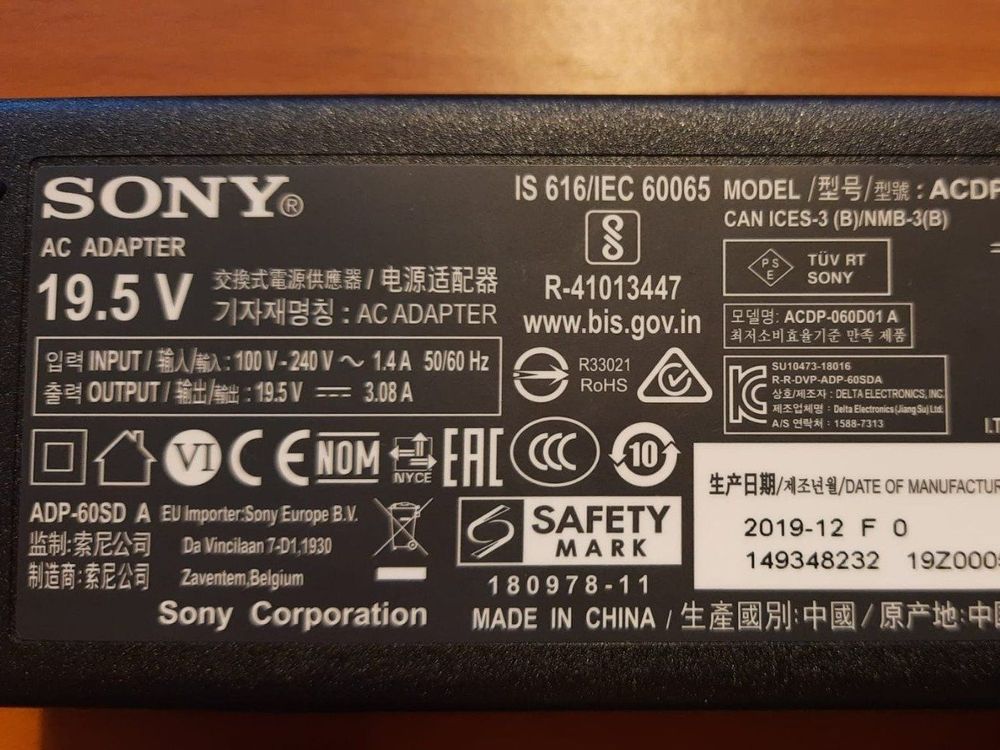 SONY®
AC ADAPTER
19.5 V
交換式電源供應器 / 电源适配器
기자재명칭 : AC ADAPTER
입력 INPUT / 输入/輸入 : 100 V - 240 V ~ 1.4 A 50/60 Hz
출력 OUTPUT / 输出/輸出 : 19.5 V ⎓ 3.08 A
VI CE NOM NYCE EAC CCC 10
ADP-60SD A
监制:索尼公司
制造商:索尼公司
EU Importer:Sony Europe B.V.
Da Vincilaan 7-D1,1930
Zaventem,Belgium
Sony Corporation
IS 616/IEC 60065
R-41013447
www.bis.gov.in
R33021
RoHS
SAFETY
MARK
180978-11
MADE IN CHINA / 生產國別:中國 / 原产地:中
MODEL /型号/型號 : ACDP
CAN ICES-3 (B)/NMB-3(B)
PSE
TÜV RT
SONY
모델명: ACDP-060D01 A
최저소비효율기준 만족 제품
SU10473-18016
R-R-DVP-ADP-60SDA
상호/제조자 : DELTA ELECTRONICS, INC.
제조업체명 : Delta Electronics (Jiang Su) Ltd.
A/S 연락처 : 1588-7313
生产日期/제조년월/DATE OF MANUFACTUR
2019-12 F 0
149348232 19Z000